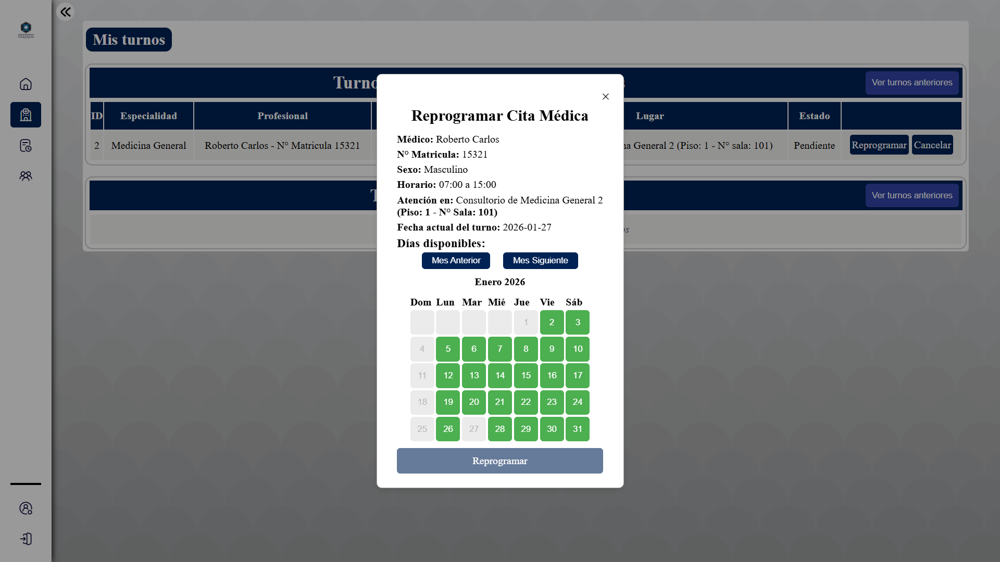 Mis turnos
Ver turnos anteriores
ID Especialidad Profesional Lugar Estado
2 Medicina General Roberto Carlos - N° Matricula 15321 General 2 (Piso: 1 - N° sala: 101) Pendiente Reprogramar Cancelar
Ver turnos anteriores
Reprogramar Cita Médica
Médico: Roberto Carlos
N° Matricula: 15321
Sexo: Masculino
Horario: 07:00 a 15:00
Atención en: Consultorio de Medicina General 2
(Piso: 1 - N° Sala: 101)
Fecha actual del turno: 2026-01-27
Días disponibles:
Mes Anterior Mes Siguiente
Enero 2026
Dom Lun Mar Mié Jue Vie Sáb
1 2 3
4 5 6 7 8 9 10
11 12 13 14 15 16 17
18 19 20 21 22 23 24
25 26 27 28 29 30 31
Reprogramar